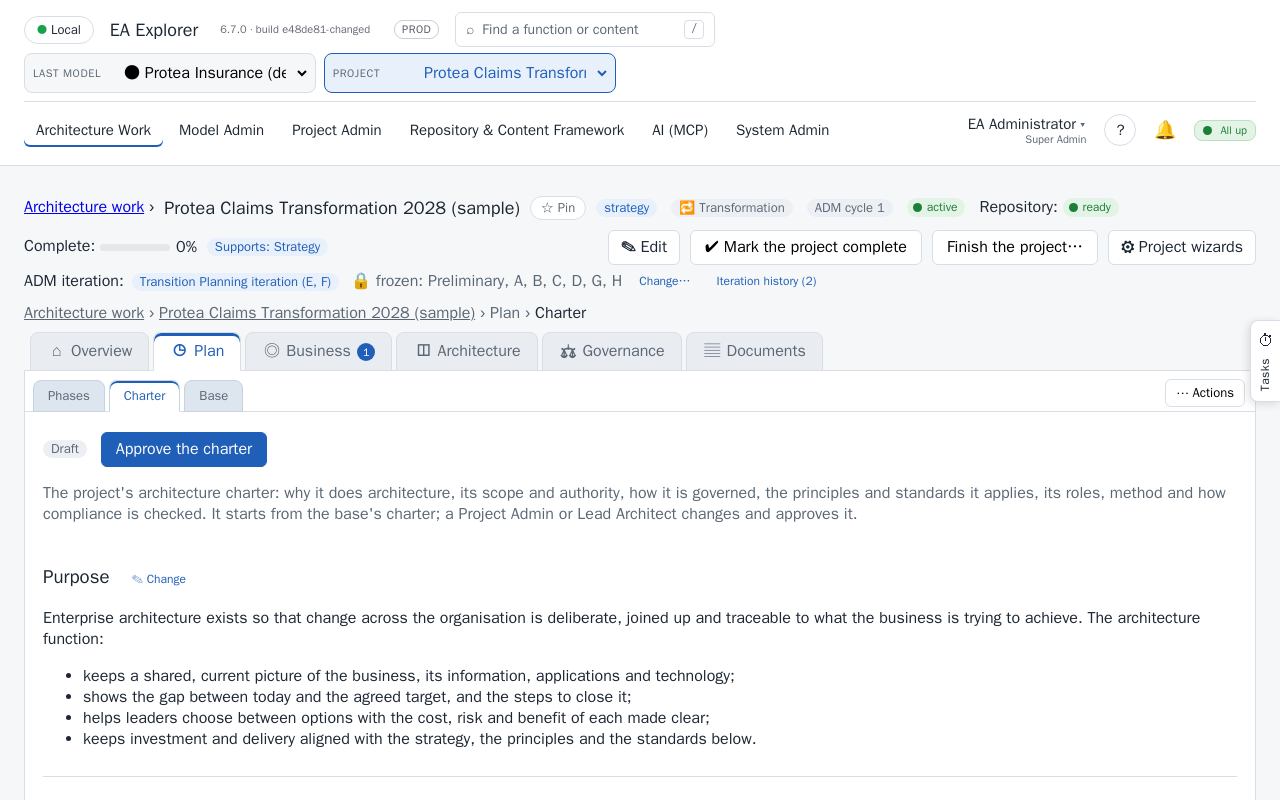 Local EA Explorer 6.7.0 · build e48de81-changed PROD ⌕ Find a function or content /
LAST MODEL ⬤ Protea Insurance (de PROJECT Protea Claims Transfor
Architecture Work Model Admin Project Admin Repository & Content Framework AI (MCP) System Admin EA Administrator ▾ ? 🔔 All up
Super Admin
Architecture work › Protea Claims Transformation 2028 (sample) ☆ Pin strategy 🔁 Transformation ADM cycle 1 active Repository: ready
Complete: 0% Supports: Strategy ✎ Edit ✔ Mark the project complete Finish the project⋯ ⚙ Project wizards
ADM iteration: Transition Planning iteration (E, F) 🔒 frozen: Preliminary, A, B, C, D, G, H Change⋯ Iteration history (2)
Architecture work › Protea Claims Transformation 2028 (sample) › Plan › Charter
⌂ Overview ◷ Plan ◎ Business 1 ◫ Architecture ⚖ Governance ▤ Documents
⏱ Tasks
Phases Charter Base ⋯ Actions
Draft Approve the charter
The project's architecture charter: why it does architecture, its scope and authority, how it is governed, the principles and standards it applies, its roles, method and how
compliance is checked. It starts from the base's charter; a Project Admin or Lead Architect changes and approves it.
Purpose ✎ Change
Enterprise architecture exists so that change across the organisation is deliberate, joined up and traceable to what the business is trying to achieve. The architecture
function:
• keeps a shared, current picture of the business, its information, applications and technology;
• shows the gap between today and the agreed target, and the steps to close it;
• helps leaders choose between options with the cost, risk and benefit of each made clear;
• keeps investment and delivery aligned with the strategy, the principles and the standards below.